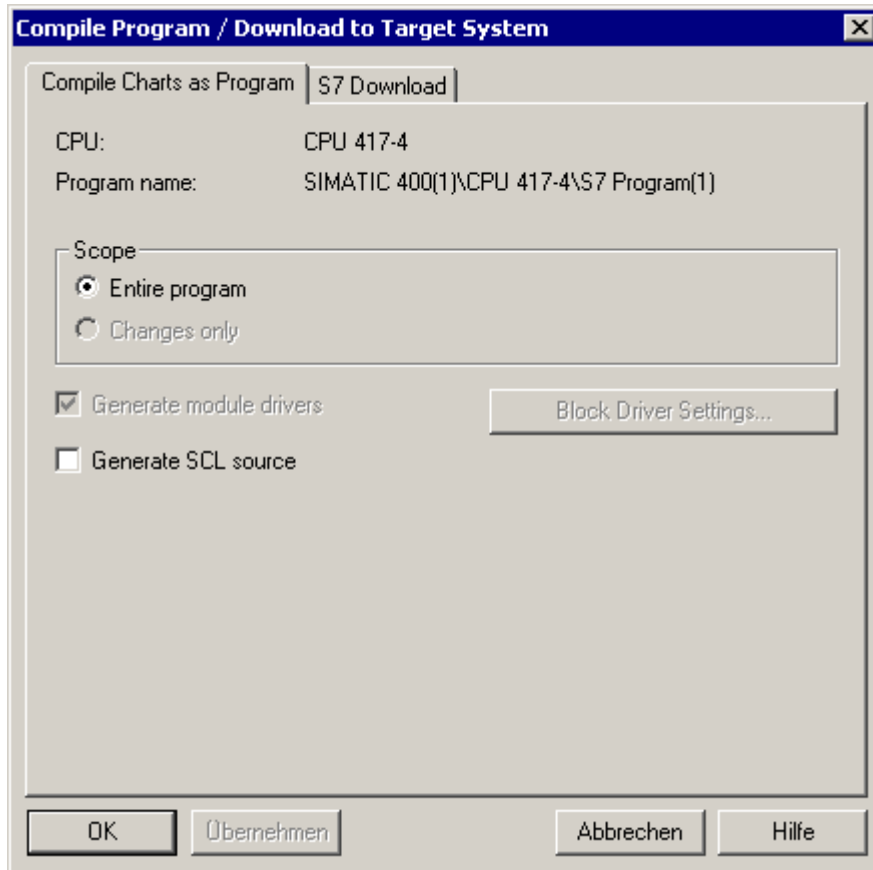 Compile Program / Download to Target System
Compile Charts as Program
S7 Download
CPU: CPU 417-4
Program name: SIMATIC 400(1)\CPU 417-4\S7 Program(1)
Scope
Entire program
Changes only
Generate module drivers Block Driver Settings...
Generate SCL source
OK Übernehmen Abbrechen Hilfe